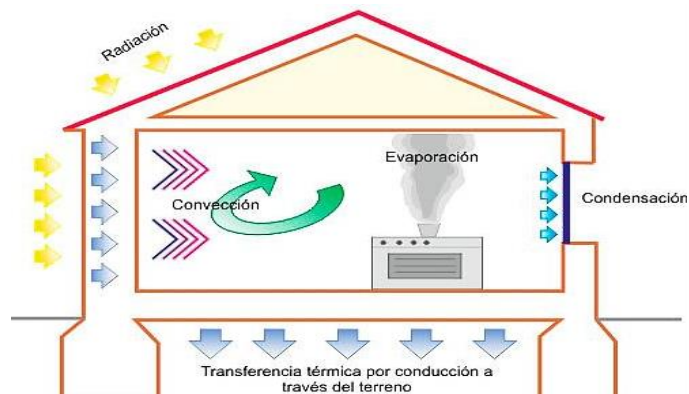 Radiación
Evaporación
Convección
Condensación
Transferencia térmica por conducción a
través del terreno